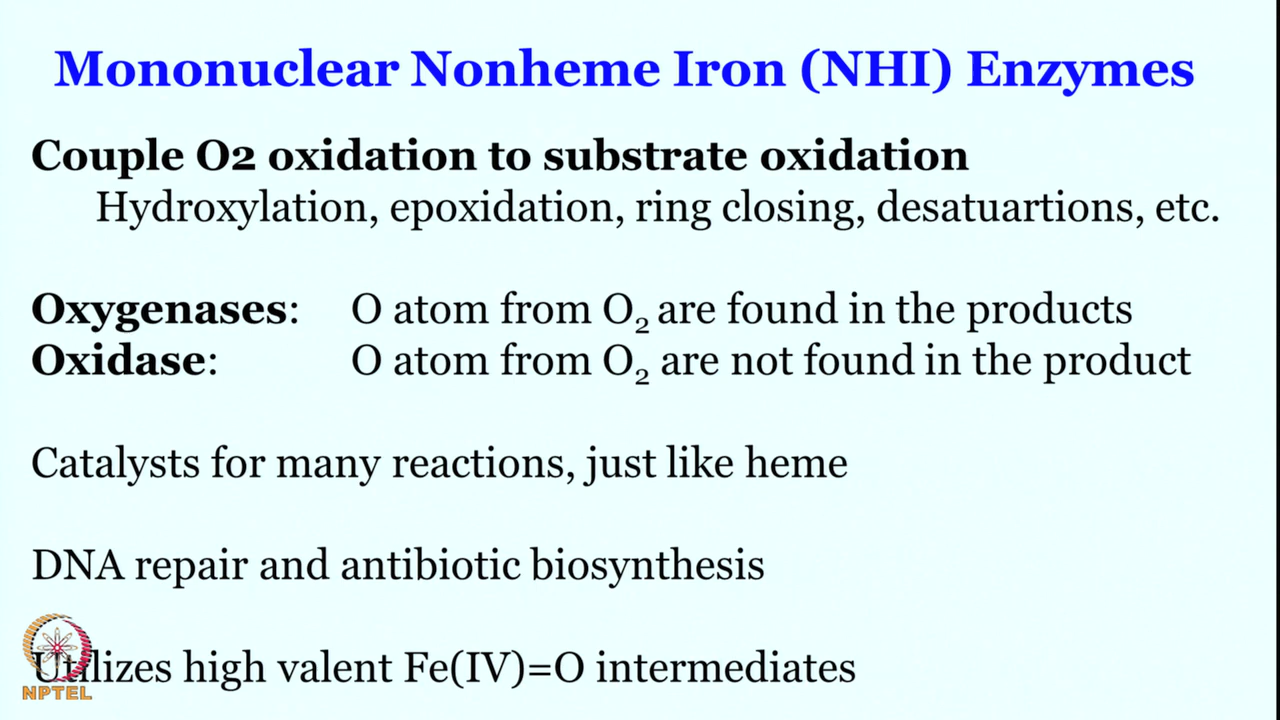 Mononuclear Nonheme Iron (NHI) Enzymes
Couple O2 oxidation to substrate oxidation
Hydroxylation, epoxidation, ring closing, desatuartions, etc.
Oxygenases: O atom from O₂ are found in the products
Oxidase: O atom from O₂ are not found in the product
Catalysts for many reactions, just like heme
DNA repair and antibiotic biosynthesis
Utilizes high valent Fe(IV)=O intermediates
NPTEL